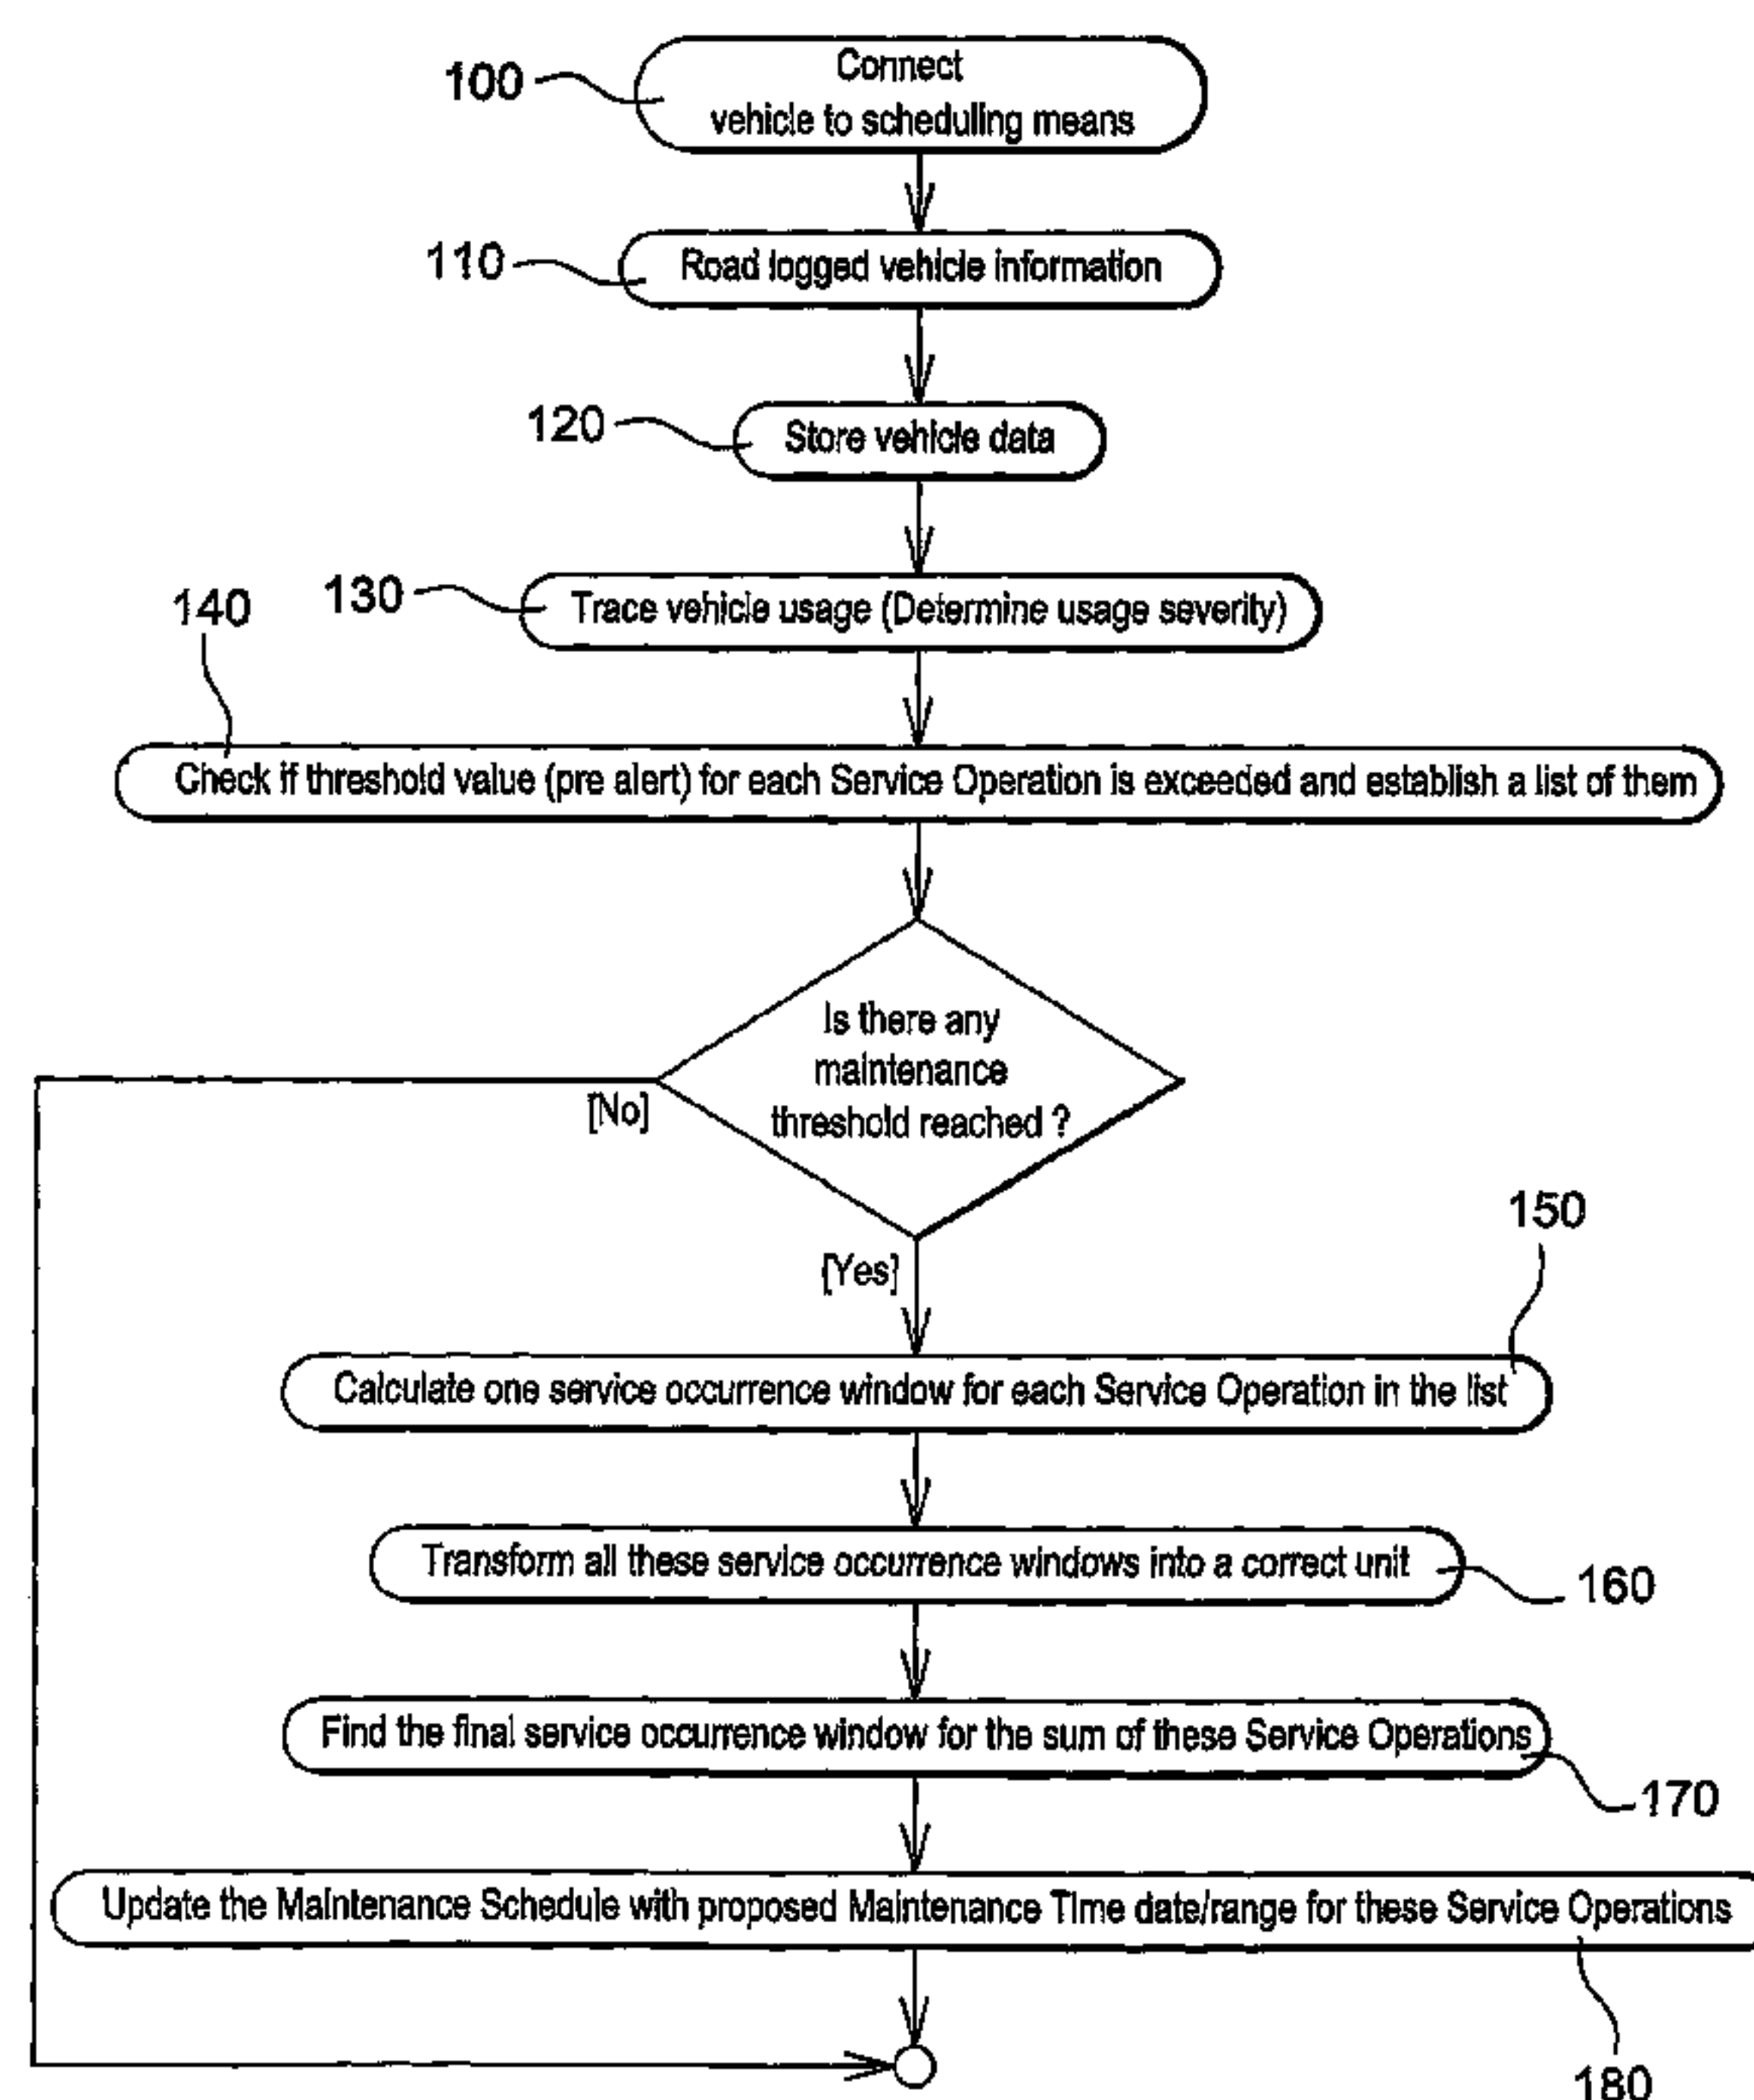 100
Connect
vehicle to scheduling means
110
Road logged vehicle information
120
Store vehicle data
130
Trace vehicle usage (Determine usage severity)
140
Check if threshold value (pre alert) for each Service Operation is exceeded and establish a list of them
Is there any
maintenance
threshold reached ?
[No]
[Yes]
150
Calculate one service occurrence window for each Service Operation in the list
Transform all these service occurrence windows into a correct unit
160
Find the final service occurrence window for the sum of these Service Operations
170
Update the Maintenance Schedule with proposed Maintenance Time date/range for these Service Operations
180